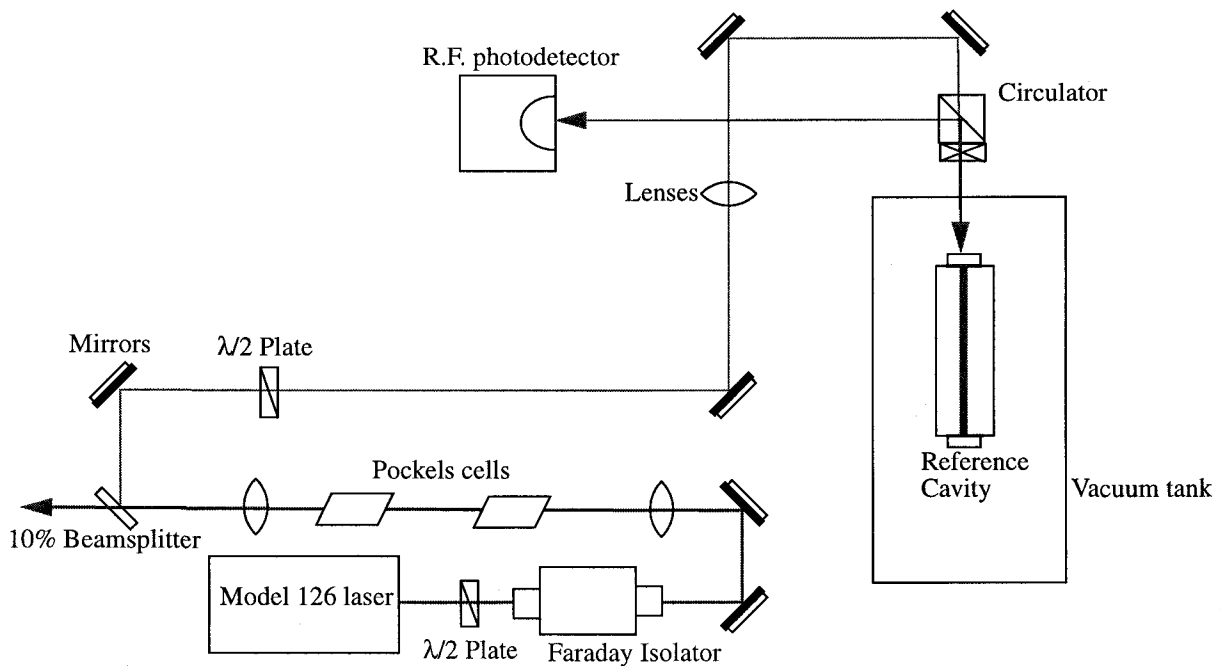 R.F. photodetector
Circulator
Lenses
Mirrors
λ/2 Plate
Reference
Cavity
Vacuum tank
Pockels cells
10% Beamsplitter
Model 126 laser
λ/2 Plate
Faraday Isolator